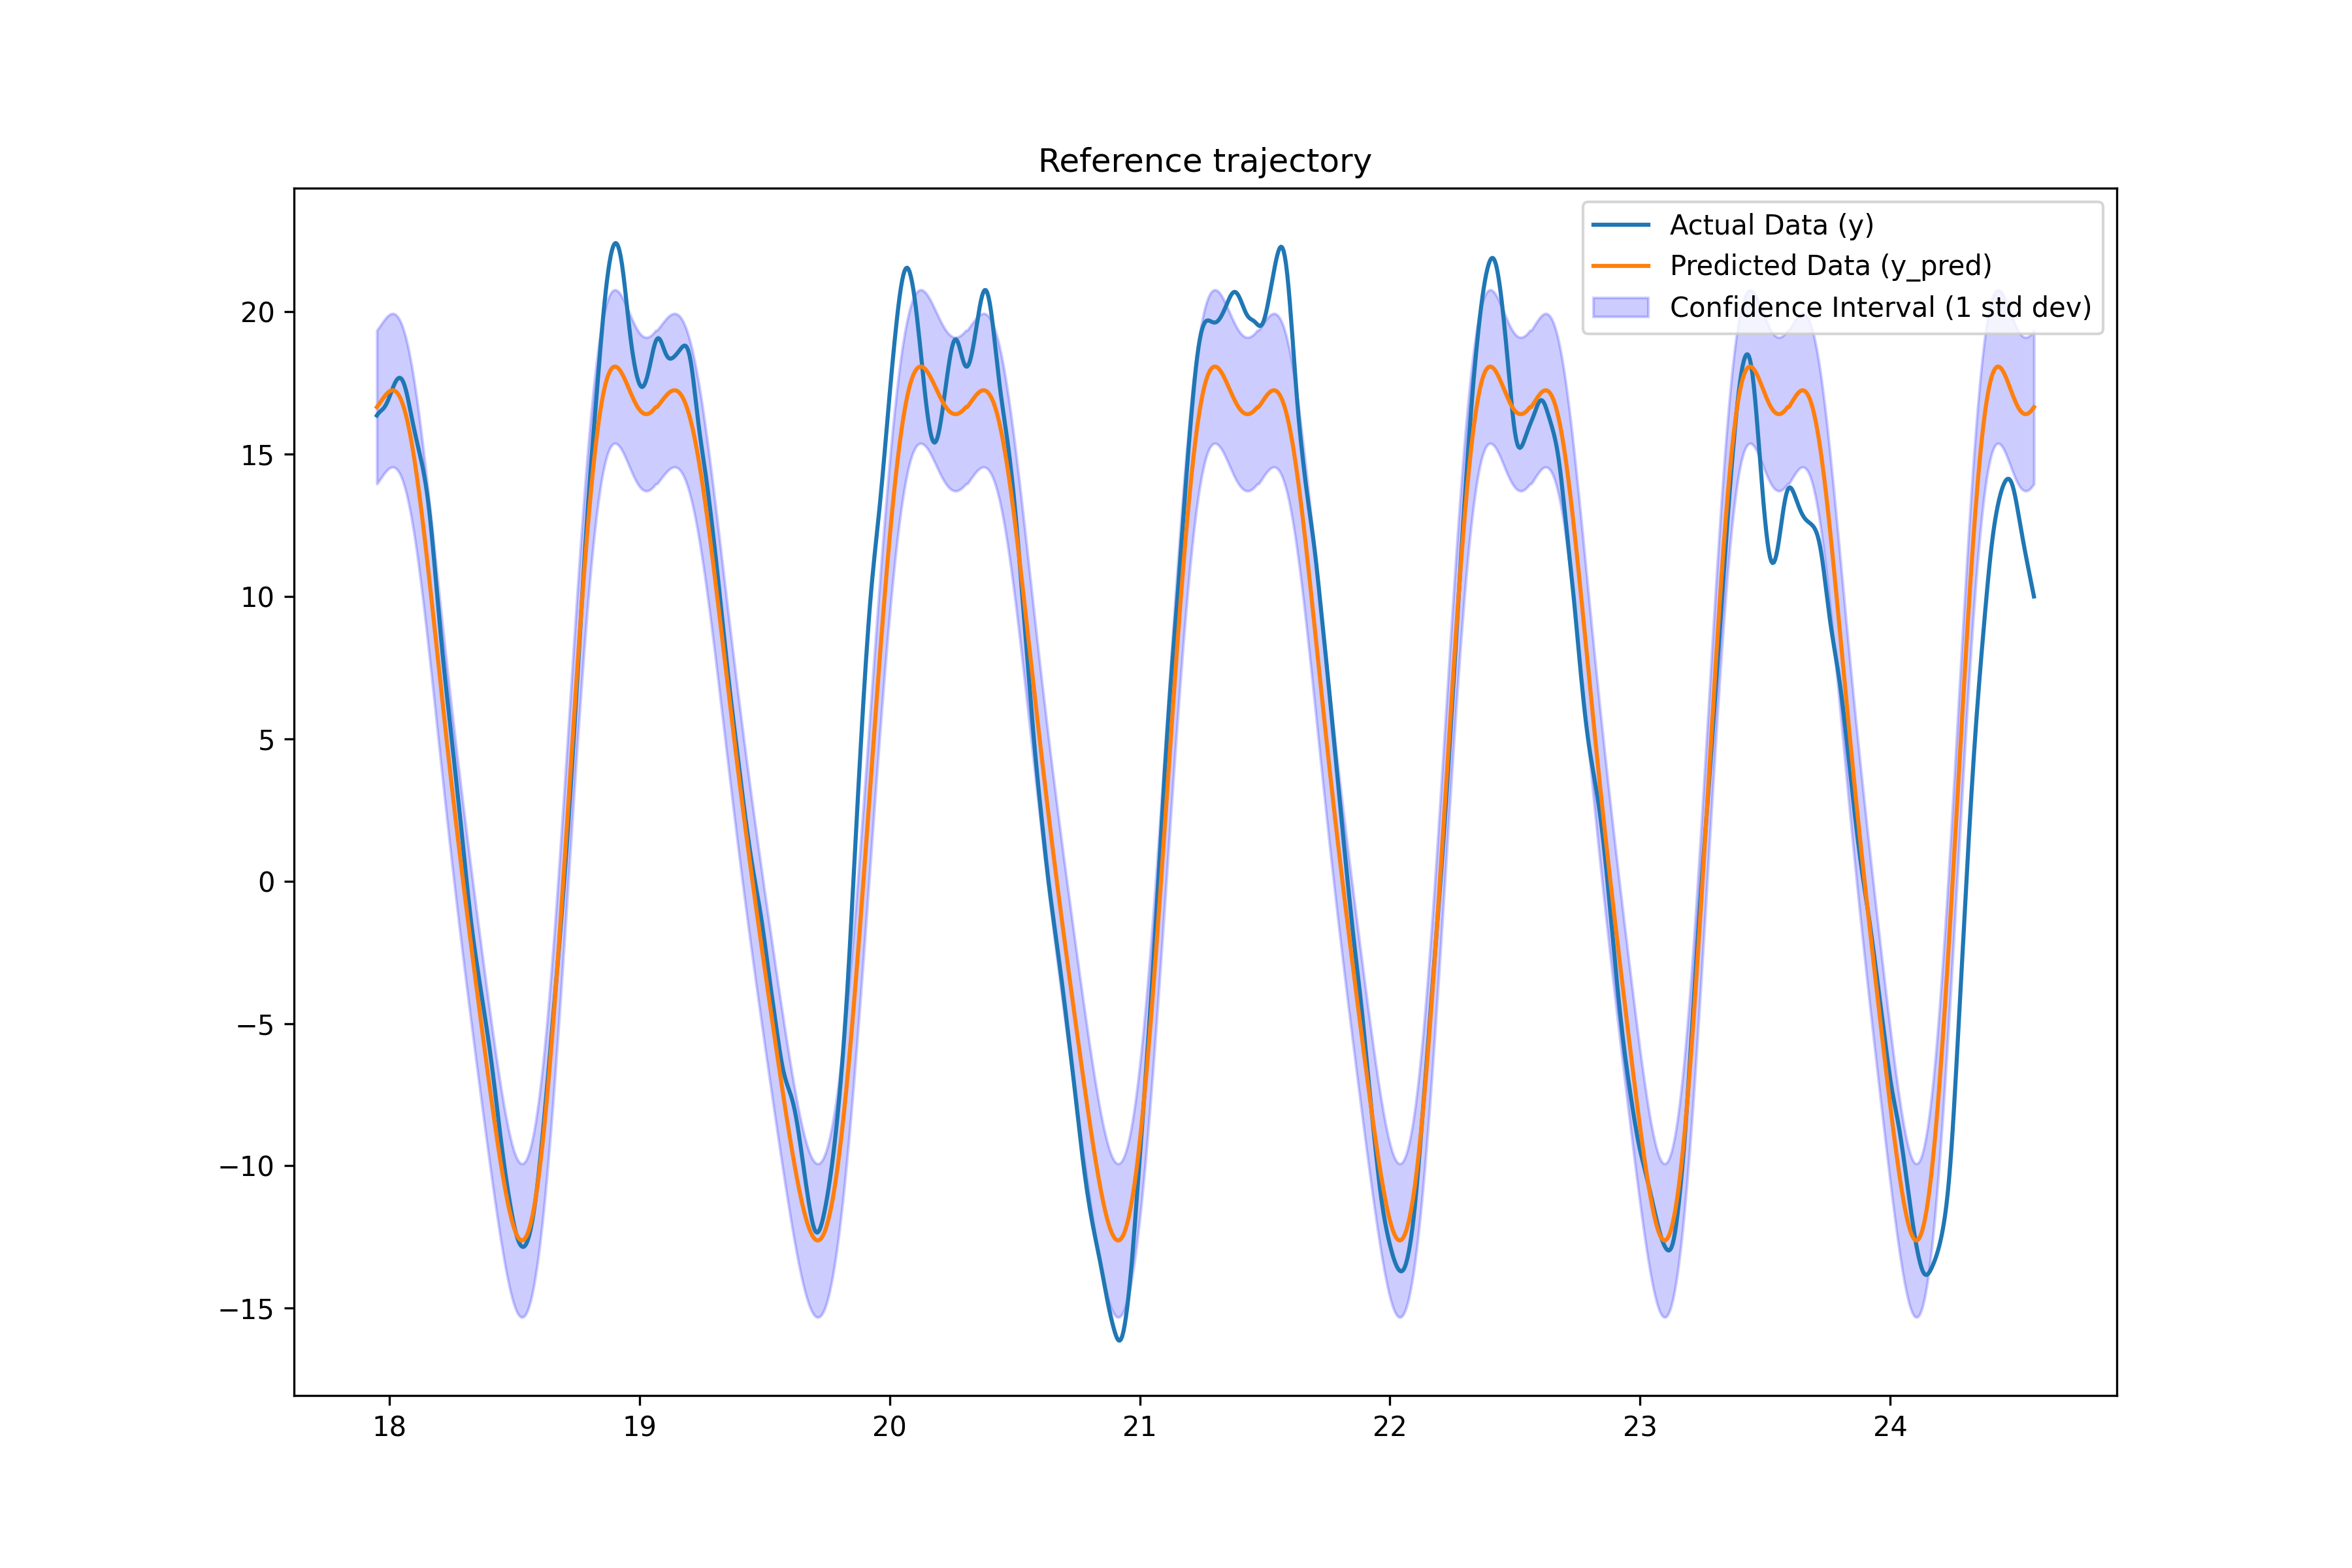 Reference trajectory
Actual Data (y)
Predicted Data (y_pred)
Confidence Interval (1 std dev)
20
15
10
5
0
−5
−10
−15
18 19 20 21 22 23 24